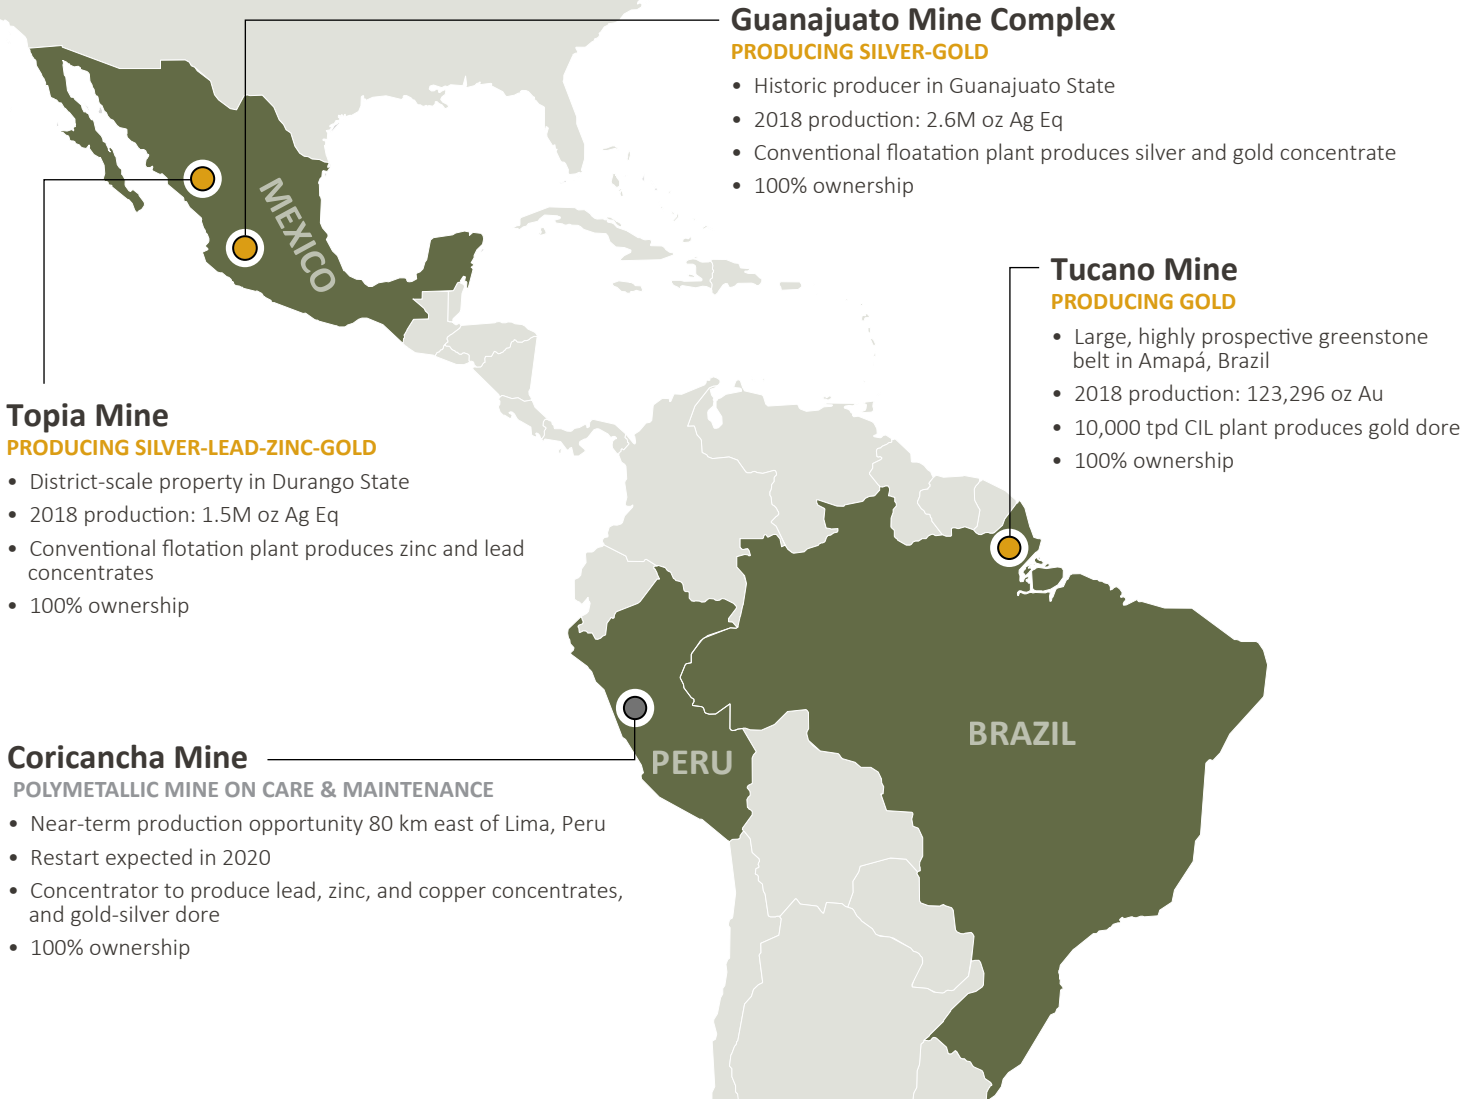 Guanajuato Mine Complex
PRODUCING SILVER-GOLD
• Historic producer in Guanajuato State
• 2018 production: 2.6M oz Ag Eq
• Conventional floatation plant produces silver and gold concentrate
• 100% ownership
MEXICO
Tucano Mine
PRODUCING GOLD
• Large, highly prospective greenstone
belt in Amapá, Brazil
• 2018 production: 123,296 oz Au
• 10,000 tpd CIL plant produces gold dore
• 100% ownership
Topia Mine
PRODUCING SILVER-LEAD-ZINC-GOLD
• District-scale property in Durango State
• 2018 production: 1.5M oz Ag Eq
• Conventional flotation plant produces zinc and lead
concentrates
• 100% ownership
BRAZIL
PERU
Coricancha Mine
POLYMETALLIC MINE ON CARE & MAINTENANCE
• Near-term production opportunity 80 km east of Lima, Peru
• Restart expected in 2020
• Concentrator to produce lead, zinc, and copper concentrates,
and gold-silver dore
• 100% ownership